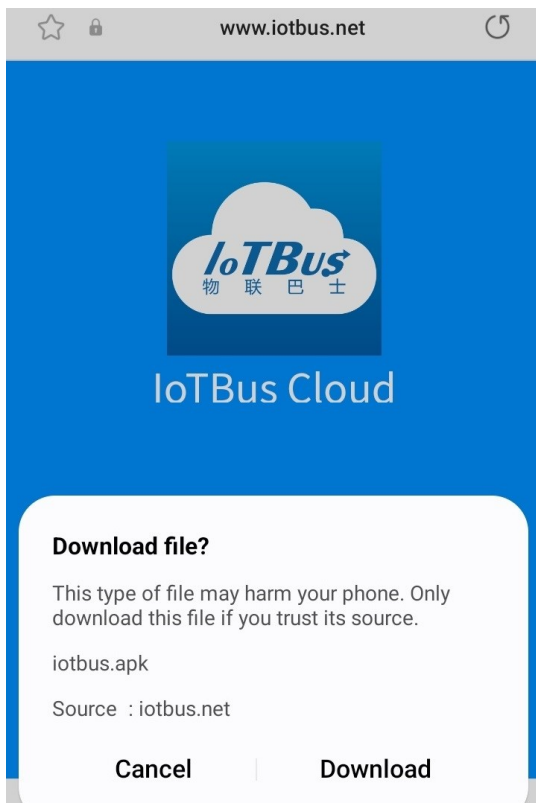 www.iotbus.net
IoTBus
物联巴士
IoTBus Cloud
Download file?
This type of file may harm your phone. Only
download this file if you trust its source.
iotbus.apk
Source : iotbus.net
Cancel Download